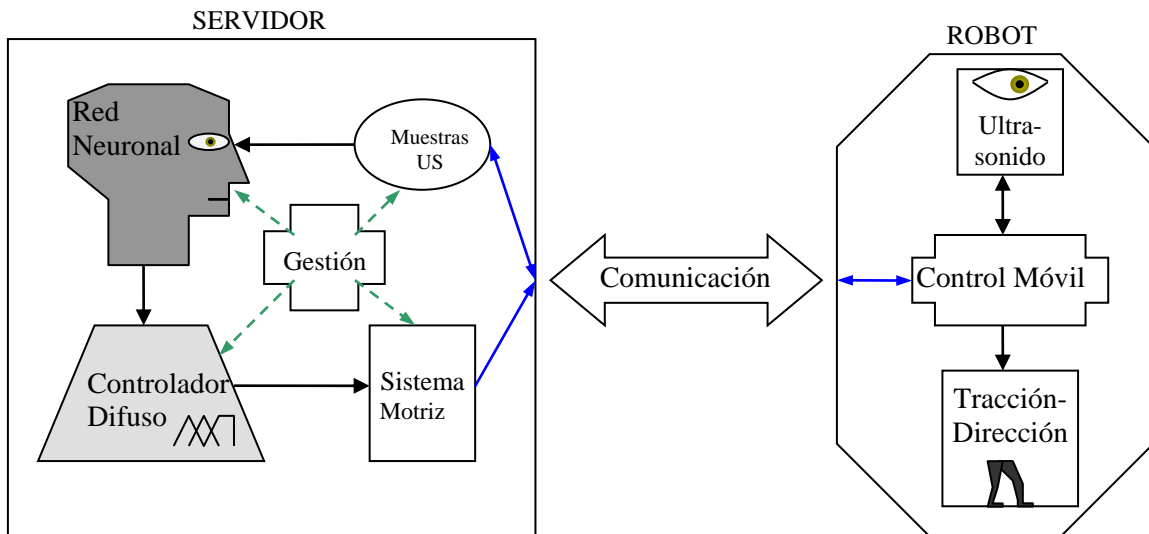 SERVIDOR
Red
Neuronal
Muestras
US
Gestión
Controlador
Difuso
Sistema
Motriz
Comunicación
ROBOT
Ultra-
sonido
Control Móvil
Tracción-
Dirección